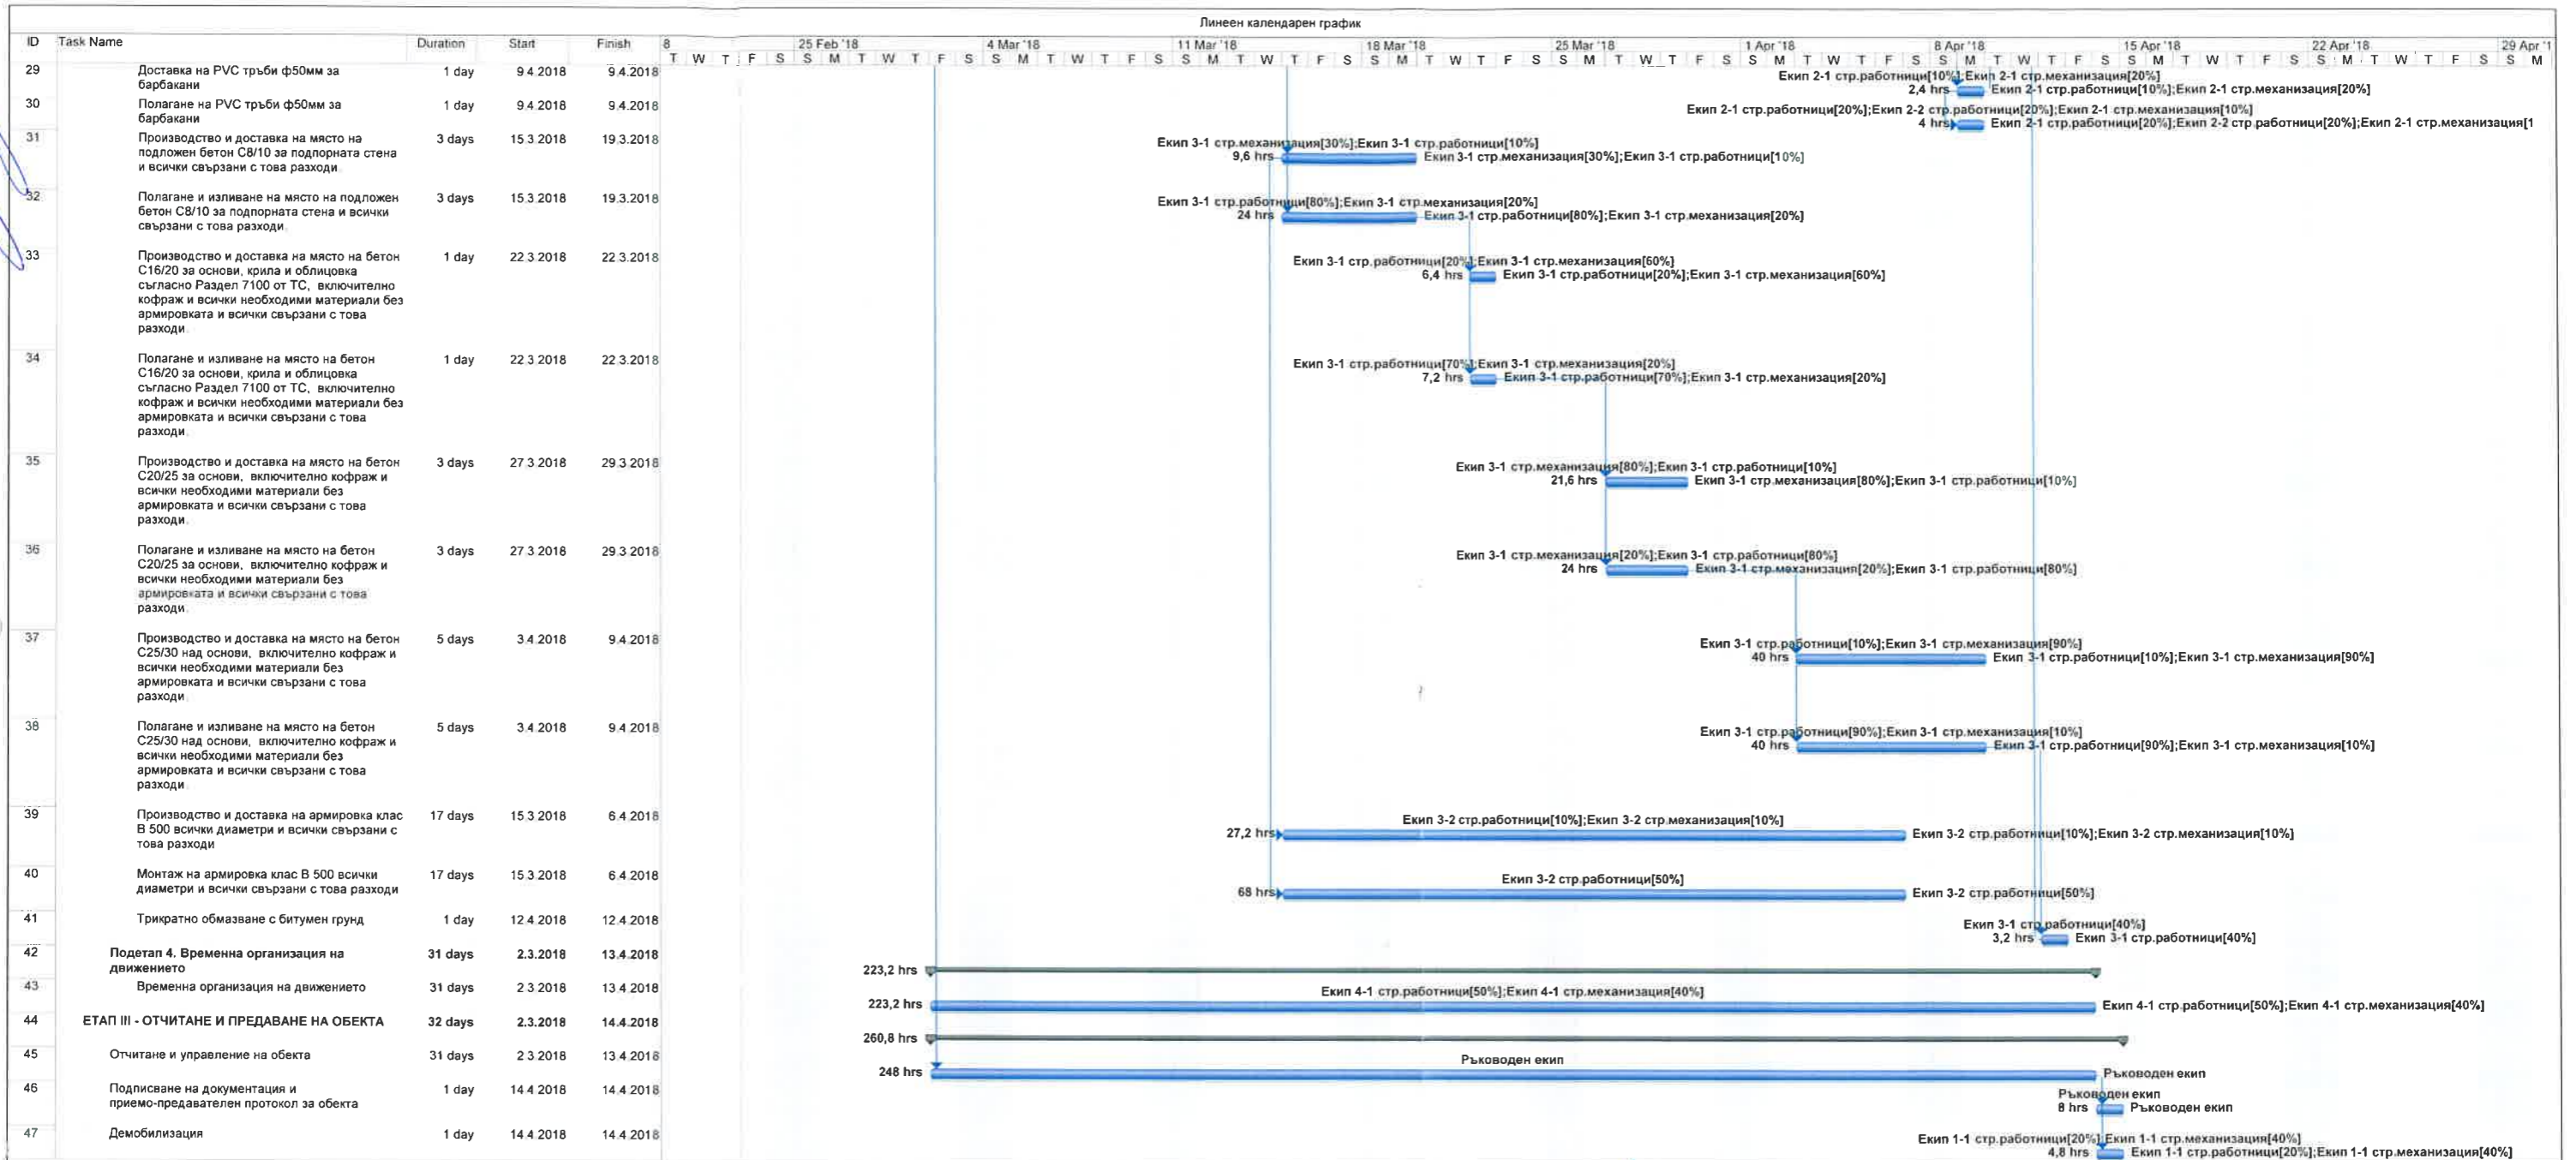 Линеен календарен график
ID Task Name Duration Start Finish 8 25 Feb '18 4 Mar '18 11 Mar '18 18 Mar '18 25 Mar '18 1 Apr '18 8 Apr '18 15 Apr '18 22 Apr '18 29 Apr '1
T W T F S S M T W T F S S M T W T F S S M T W T F S S M T W T F S S M T W T F S S M T W T F S S M T W T F S S M T W T F S S M T W T F S S M
29 Доставка на PVC тръби ф50мм за 1 day 9.4.2018 9.4.2018
барбакани
Екип 2-1 стр.работници[10%];Екип 2-1 стр.механизация[20%]
2,4 hrs Екип 2-1 стр.работници[10%];Екип 2-1 стр.механизация[20%]
30 Полагане на PVC тръби ф50мм за 1 day 9.4.2018 9.4.2018
барбакани
Екип 2-1 стр.работници[20%];Екип 2-2 стр.работници[20%];Екип 2-1 стр.механизация[10%]
4 hrs Екип 2-1 стр.работници[20%];Екип 2-2 стр.работници[20%];Екип 2-1 стр.механизация[1
31 Производство и доставка на място на 3 days 15.3.2018 19.3.2018
подложен бетон C8/10 за подпорната стена
и всички свързани с това разходи.
Екип 3-1 стр.механизация[30%];Екип 3-1 стр.работници[10%]
9,6 hrs Екип 3-1 стр.механизация[30%];Екип 3-1 стр.работници[10%]
32 Полагане и изливане на място на подложен 3 days 15.3.2018 19.3.2018
бетон C8/10 за подпорната стена и всички
свързани с това разходи.
Екип 3-1 стр.работници[80%];Екип 3-1 стр.механизация[20%]
24 hrs Екип 3-1 стр.работници[80%];Екип 3-1 стр.механизация[20%]
33 Производство и доставка на място на бетон 1 day 22.3.2018 22.3.2018
C16/20 за основи, крила и облицовка
съгласно Раздел 7100 от ТС, включително
кофраж и всички необходими материали без
армировката и всички свързани с това
разходи.
Екип 3-1 стр.работници[20%];Екип 3-1 стр.механизация[60%]
6,4 hrs Екип 3-1 стр.работници[20%];Екип 3-1 стр.механизация[60%]
34 Полагане и изливане на място на бетон 1 day 22.3.2018 22.3.2018
C16/20 за основи, крила и облицовка
съгласно Раздел 7100 от ТС, включително
кофраж и всички необходими материали без
армировката и всички свързани с това
разходи.
Екип 3-1 стр.работници[70%];Екип 3-1 стр.механизация[20%]
7,2 hrs Екип 3-1 стр.работници[70%];Екип 3-1 стр.механизация[20%]
35 Производство и доставка на място на бетон 3 days 27.3.2018 29.3.2018
C20/25 за основи, включително кофраж и
всички необходими материали без
армировката и всички свързани с това
разходи.
Екип 3-1 стр.механизация[80%];Екип 3-1 стр.работници[10%]
21,6 hrs Екип 3-1 стр.механизация[80%];Екип 3-1 стр.работници[10%]
36 Полагане и изливане на място на бетон 3 days 27.3.2018 29.3.2018
C20/25 за основи, включително кофраж и
всички необходими материали без
армировката и всички свързани с това
разходи.
Екип 3-1 стр.механизация[20%];Екип 3-1 стр.работници[80%]
24 hrs Екип 3-1 стр.механизация[20%];Екип 3-1 стр.работници[80%]
37 Производство и доставка на място на бетон 5 days 3.4.2018 9.4.2018
C25/30 над основи, включително кофраж и
всички необходими материали без
армировката и всички свързани с това
разходи.
Екип 3-1 стр.работници[10%];Екип 3-1 стр.механизация[90%]
40 hrs Екип 3-1 стр.работници[10%];Екип 3-1 стр.механизация[90%]
38 Полагане и изливане на място на бетон 5 days 3.4.2018 9.4.2018
C25/30 над основи, включително кофраж и
всички необходими материали без
армировката и всички свързани с това
разходи.
Екип 3-1 стр.работници[90%];Екип 3-1 стр.механизация[10%]
40 hrs Екип 3-1 стр.работници[90%];Екип 3-1 стр.механизация[10%]
39 Производство и доставка на армировка клас 17 days 15.3.2018 6.4.2018
В 500 всички диаметри и всички свързани с
това разходи
Екип 3-2 стр.работници[10%];Екип 3-2 стр.механизация[10%]
27,2 hrs Екип 3-2 стр.работници[10%];Екип 3-2 стр.механизация[10%]
40 Монтаж на армировка клас В 500 всички 17 days 15.3.2018 6.4.2018
диаметри и всички свързани с това разходи
Екип 3-2 стр.работници[50%]
68 hrs Екип 3-2 стр.работници[50%]
41 Трикратно обмазване с битумен грунд 1 day 12.4.2018 12.4.2018
Екип 3-1 стр.работници[40%]
3,2 hrs Екип 3-1 стр.работници[40%]
42 Подетап 4. Временна организация на 31 days 2.3.2018 13.4.2018
движението
223,2 hrs
43 Временна организация на движението 31 days 2.3.2018 13.4.2018
Екип 4-1 стр.работници[50%];Екип 4-1 стр.механизация[40%]
223,2 hrs Екип 4-1 стр.работници[50%];Екип 4-1 стр.механизация[40%]
44 ЕТАП III - ОТЧИТАНЕ И ПРЕДАВАНЕ НА ОБЕКТА 32 days 2.3.2018 14.4.2018
260,8 hrs
45 Отчитане и управление на обекта 31 days 2.3.2018 13.4.2018
Ръководен екип
248 hrs Ръководен екип
46 Подписване на документация и 1 day 14.4.2018 14.4.2018
приемо-предавателен протокол за обекта
Ръководен екип
8 hrs Ръководен екип
47 Демобилизация 1 day 14.4.2018 14.4.2018
Екип 1-1 стр.работници[20%];Екип 1-1 стр.механизация[40%]
4,8 hrs Екип 1-1 стр.работници[20%];Екип 1-1 стр.механизация[40%]